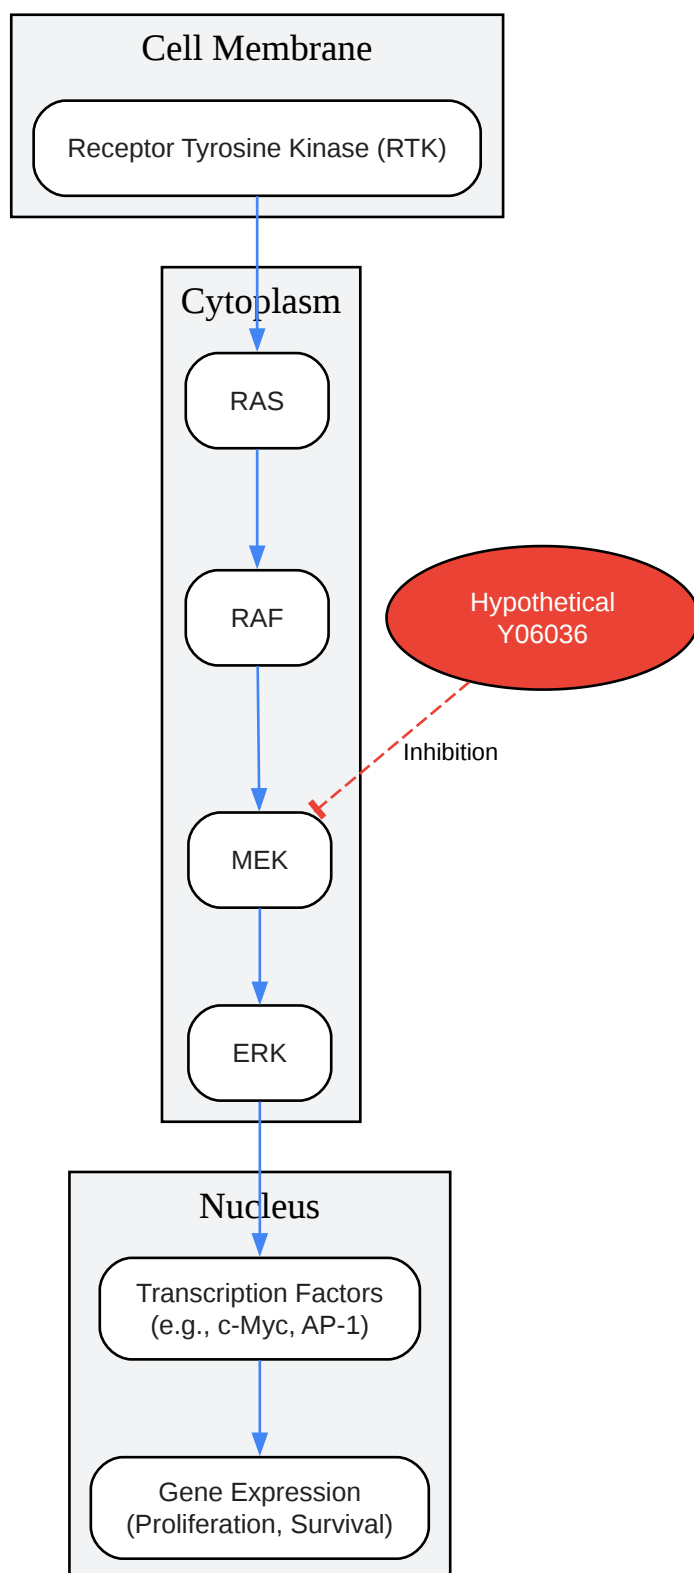 Cell Membrane
Receptor Tyrosine Kinase (RTK)
Cytoplasm
RAS
RAF
Hypothetical
Y06036
Inhibition
MEK
ERK
Nucleus
Transcription Factors
(e.g., c-Myc, AP-1)
Gene Expression
(Proliferation, Survival)